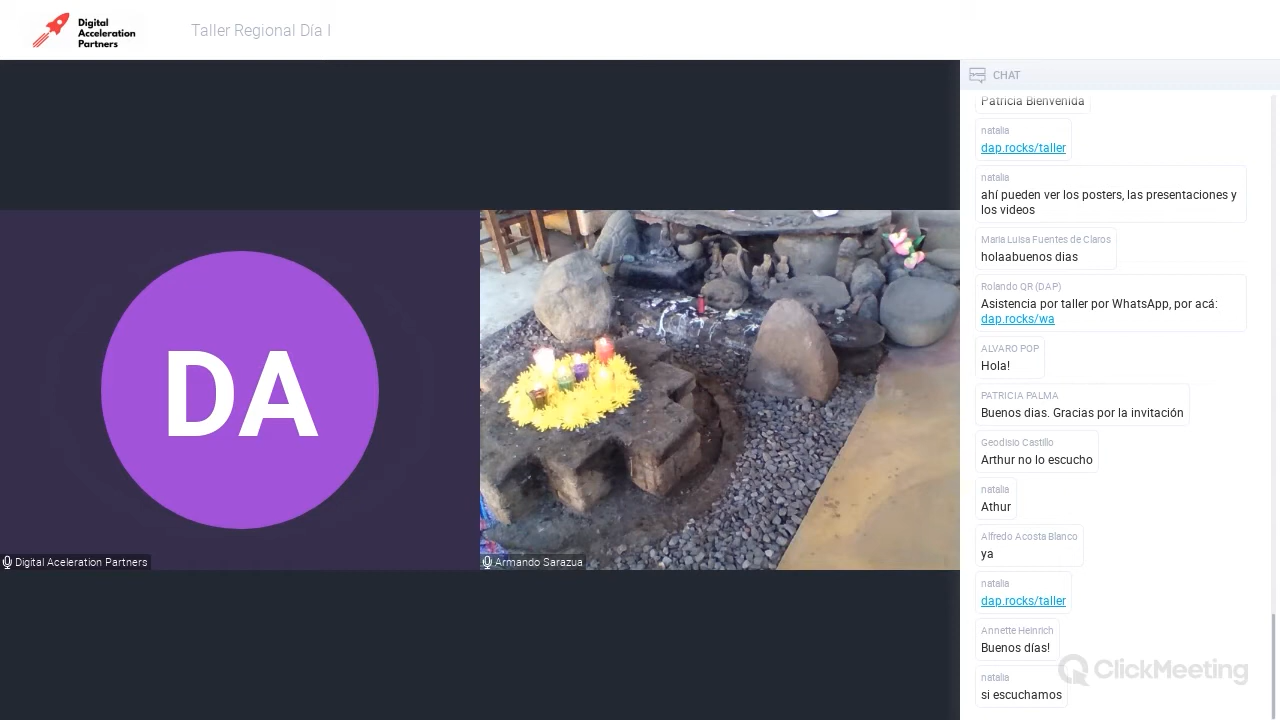 Digital
Acceleration
Partners
Taller Regional Día I
CHAT
Patricia Bienvenida
natalia
dap.rocks/taller
natalia
ahí pueden ver los posters, las presentaciones y
los videos
Maria Luisa Fuentes de Claros
holaabuenos dias
Rolando QR (DAP)
Asistencia por taller por WhatsApp, por acá:
dap.rocks/wa
ALVARO POP
Hola!
PATRICIA PALMA
Buenos dias. Gracias por la invitación
Geodisio Castillo
Arthur no lo escucho
natalia
Athur
Alfredo Acosta Blanco
ya
natalia
dap.rocks/taller
Annette Heinrich
Buenos días!
natalia
si escuchamos
ClickMeeting
DA
Digital Aceleration Partners
Armando Sarazua